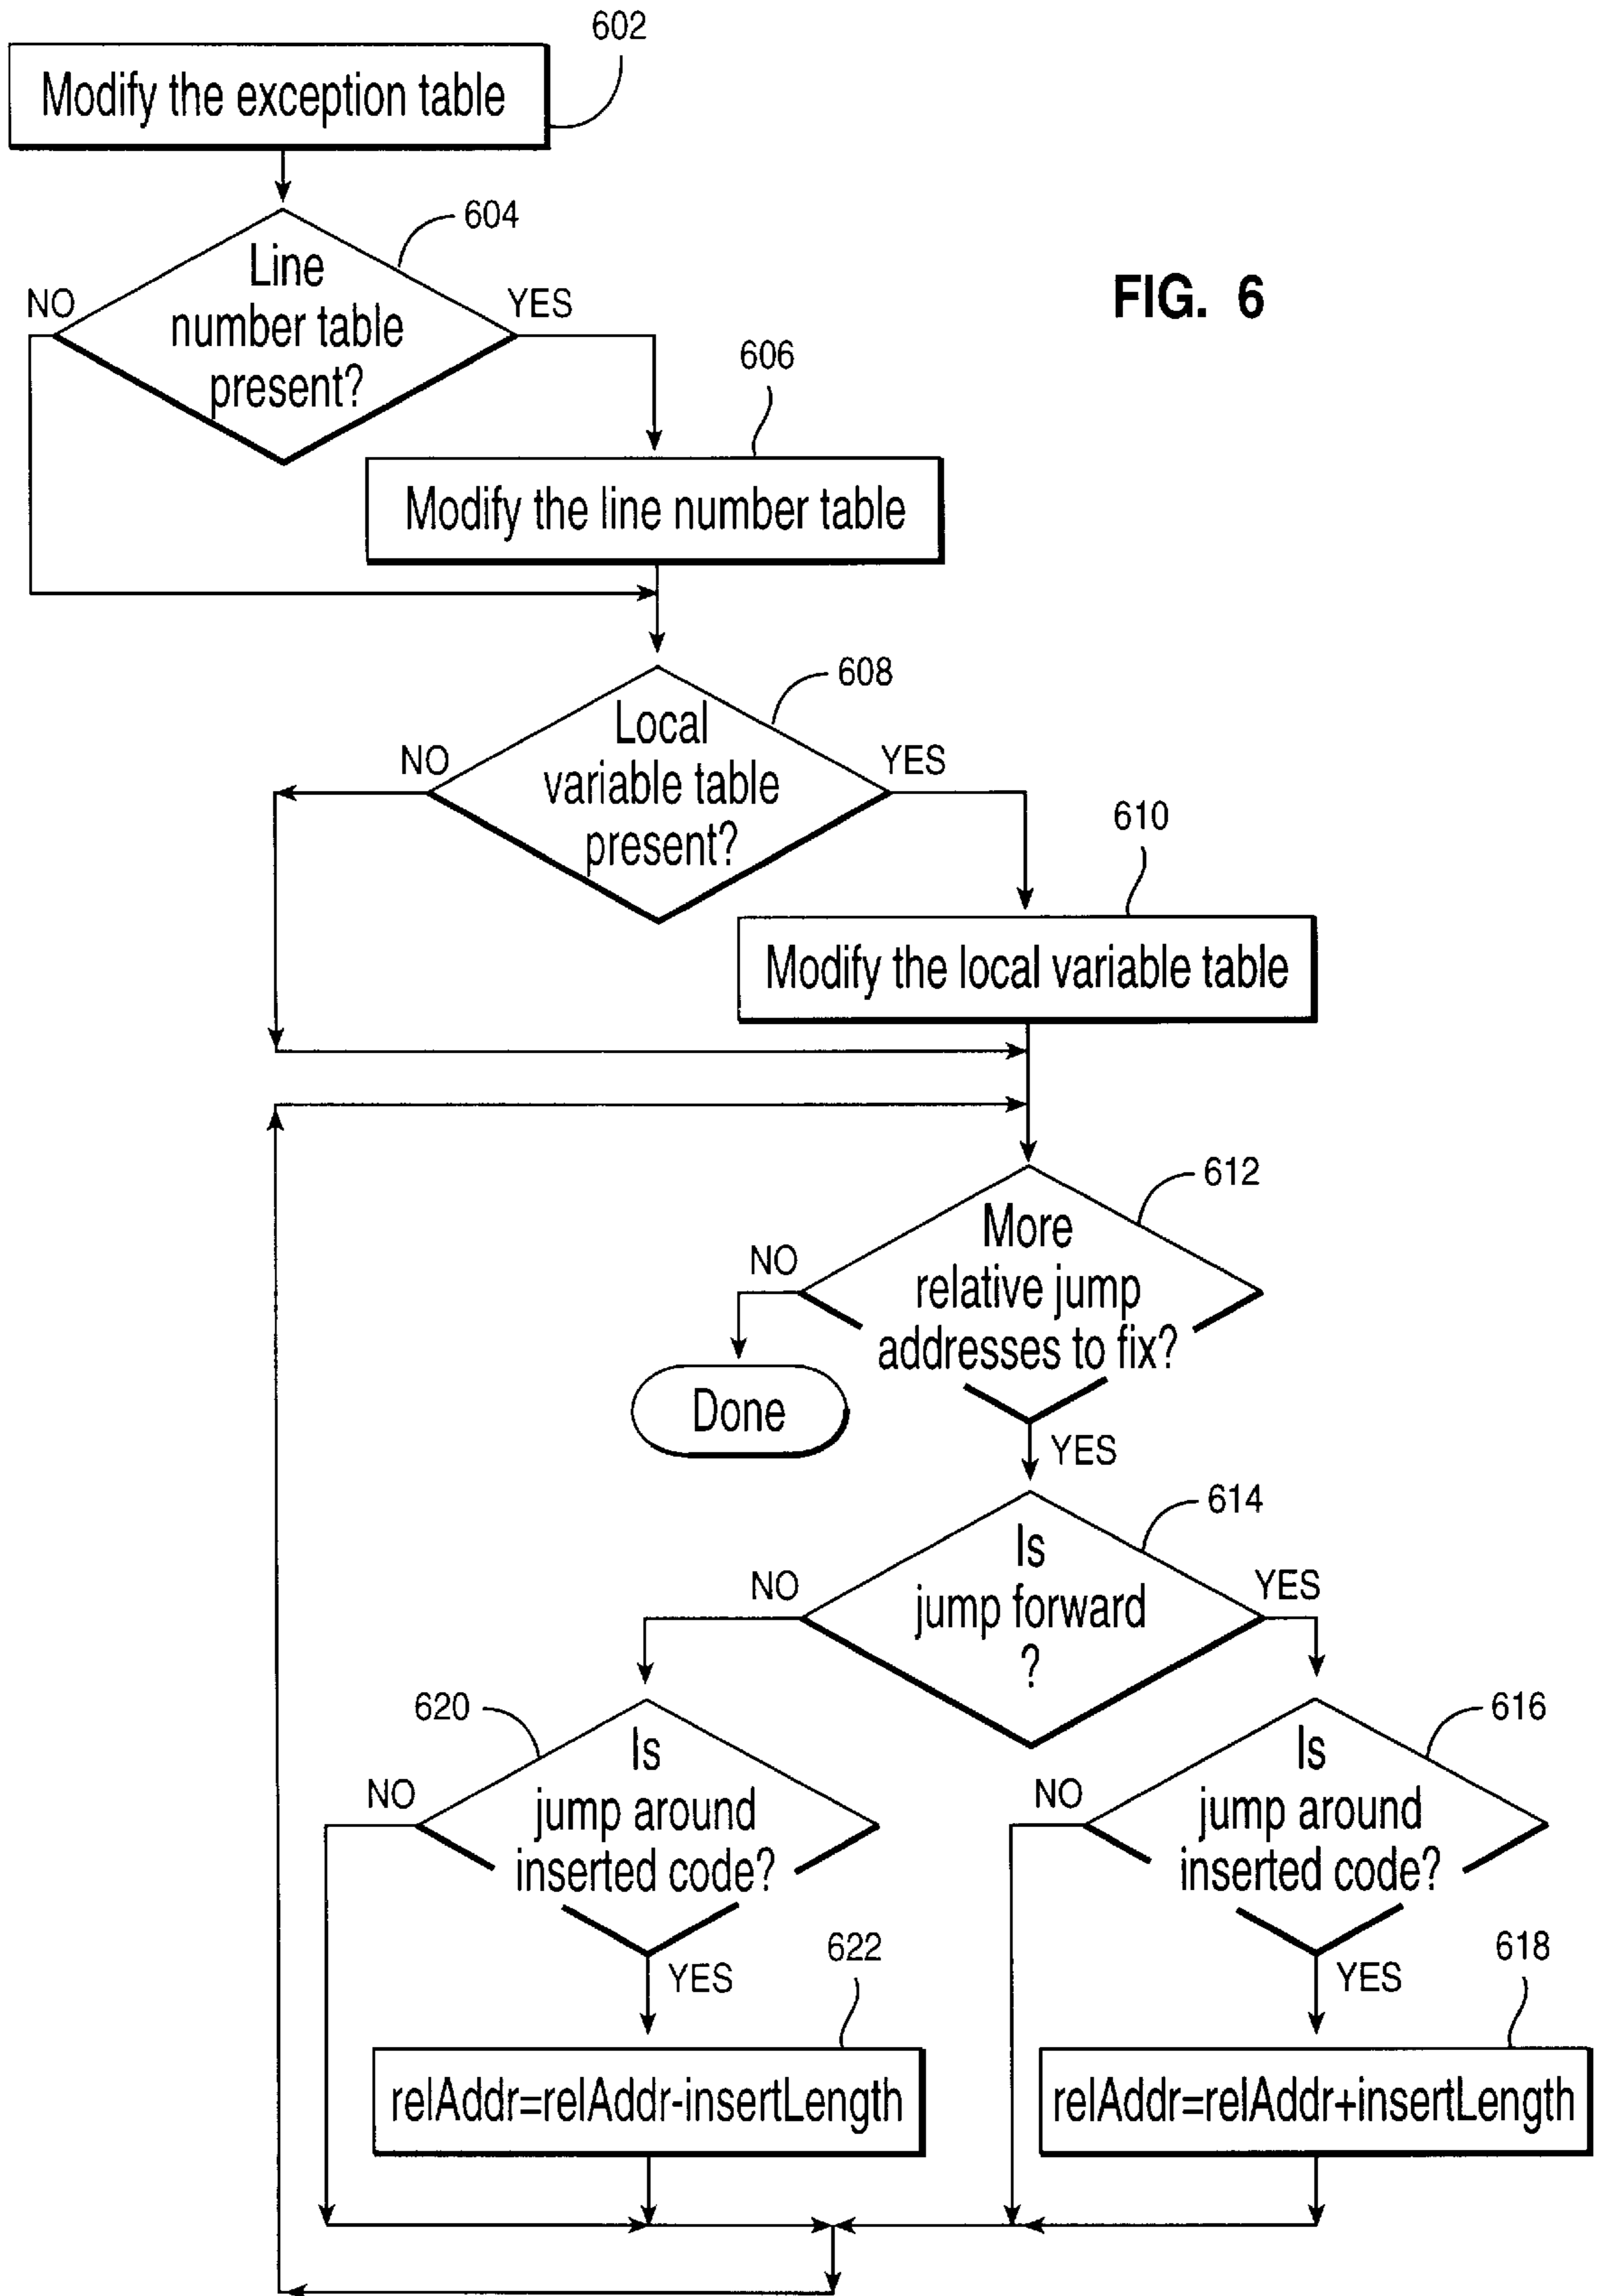 602
Modify the exception table
604
Line
number table
present?
NO
YES
FIG. 6
606
Modify the line number table
608
Local
variable table
present?
NO
YES
610
Modify the local variable table
612
More
relative jump
addresses to fix?
NO
Done
YES
614
Is
jump forward
?
NO
YES
620
Is
jump around
inserted code?
NO
YES
616
Is
jump around
inserted code?
NO
YES
622
relAddr=relAddr-insertLength
618
relAddr=relAddr+insertLength